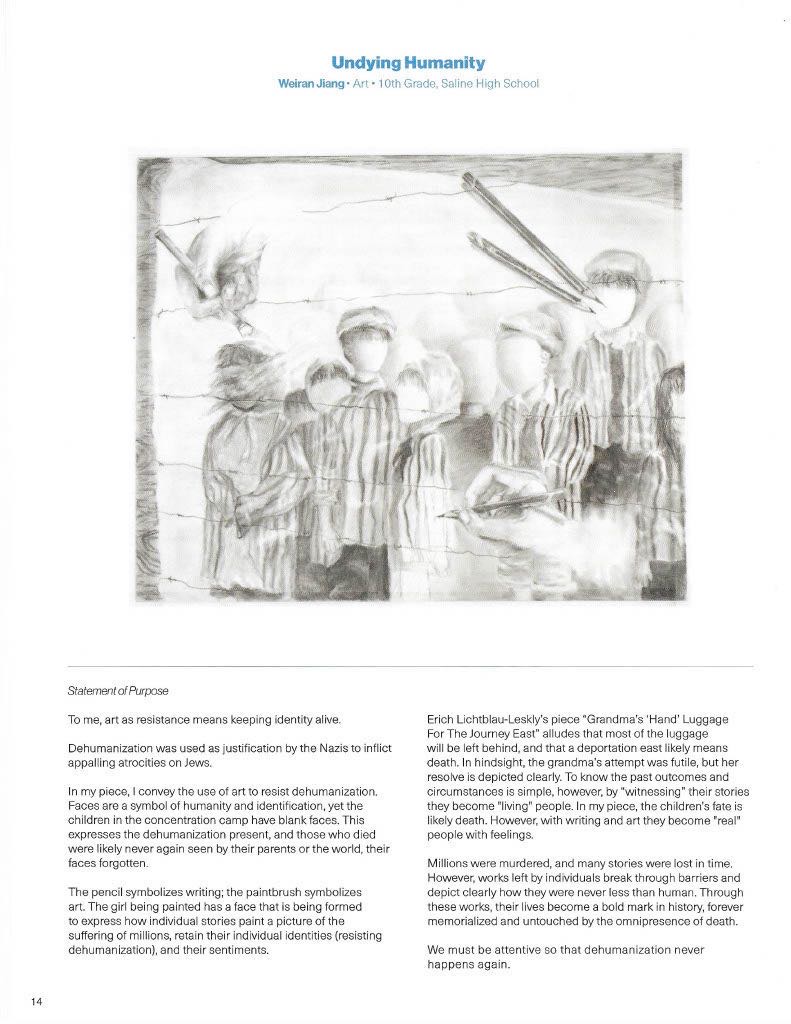 Undying Humanity
Weiran Jiang • Art • 10th Grade, Saline High School
Statement of Purpose
To me, art as resistance means keeping identity alive.
Dehumanization was used as justification by the Nazis to inflict
appalling atrocities on Jews.
In my piece, I convey the use of art to resist dehumanization.
Faces are a symbol of humanity and identification, yet the
children in the concentration camp have blank faces. This
expresses the dehumanization present, and those who died
were likely never again seen by their parents or the world, their
faces forgotten.
The pencil symbolizes writing; the paintbrush symbolizes
art. The girl being painted has a face that is being formed
to express how individual stories paint a picture of the
suffering of millions, retain their individual identities (resisting
dehumanization), and their sentiments.
Erich Lichtblau-Leskly's piece "Grandma's 'Hand' Luggage
For The Journey East" alludes that most of the luggage
will be left behind, and that a deportation east likely means
death. In hindsight, the grandma's attempt was futile, but her
resolve is depicted clearly. To know the past outcomes and
circumstances is simple, however, by "witnessing" their stories
they become "living" people. In my piece, the children's fate is
likely death. However, with writing and art they become "real"
people with feelings.
Millions were murdered, and many stories were lost in time.
However, works left by individuals break through barriers and
depict clearly how they were never less than human. Through
these works, their lives become a bold mark in history, forever
memorialized and untouched by the omnipresence of death.
We must be attentive so that dehumanization never
happens again.
14